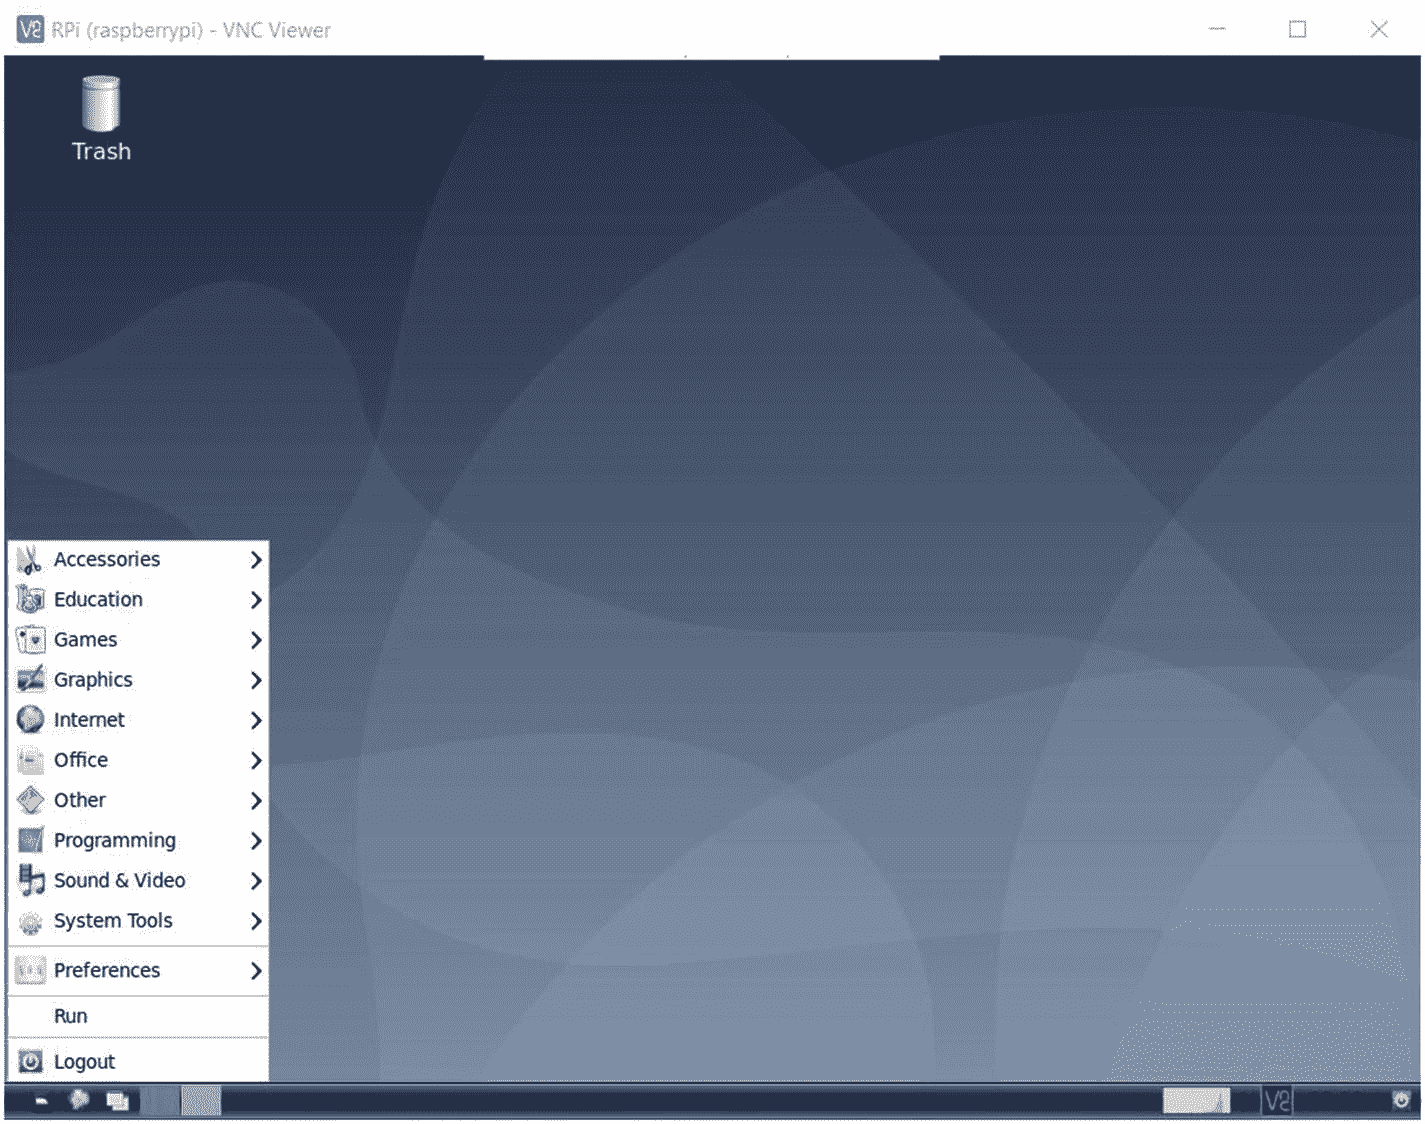 RPi (raspberrypi) - VNC Viewer
Trash
Accessories
Education
Games
Graphics
Internet
Office
Other
Programming
Sound & Video
System Tools
Preferences
Run
Logout